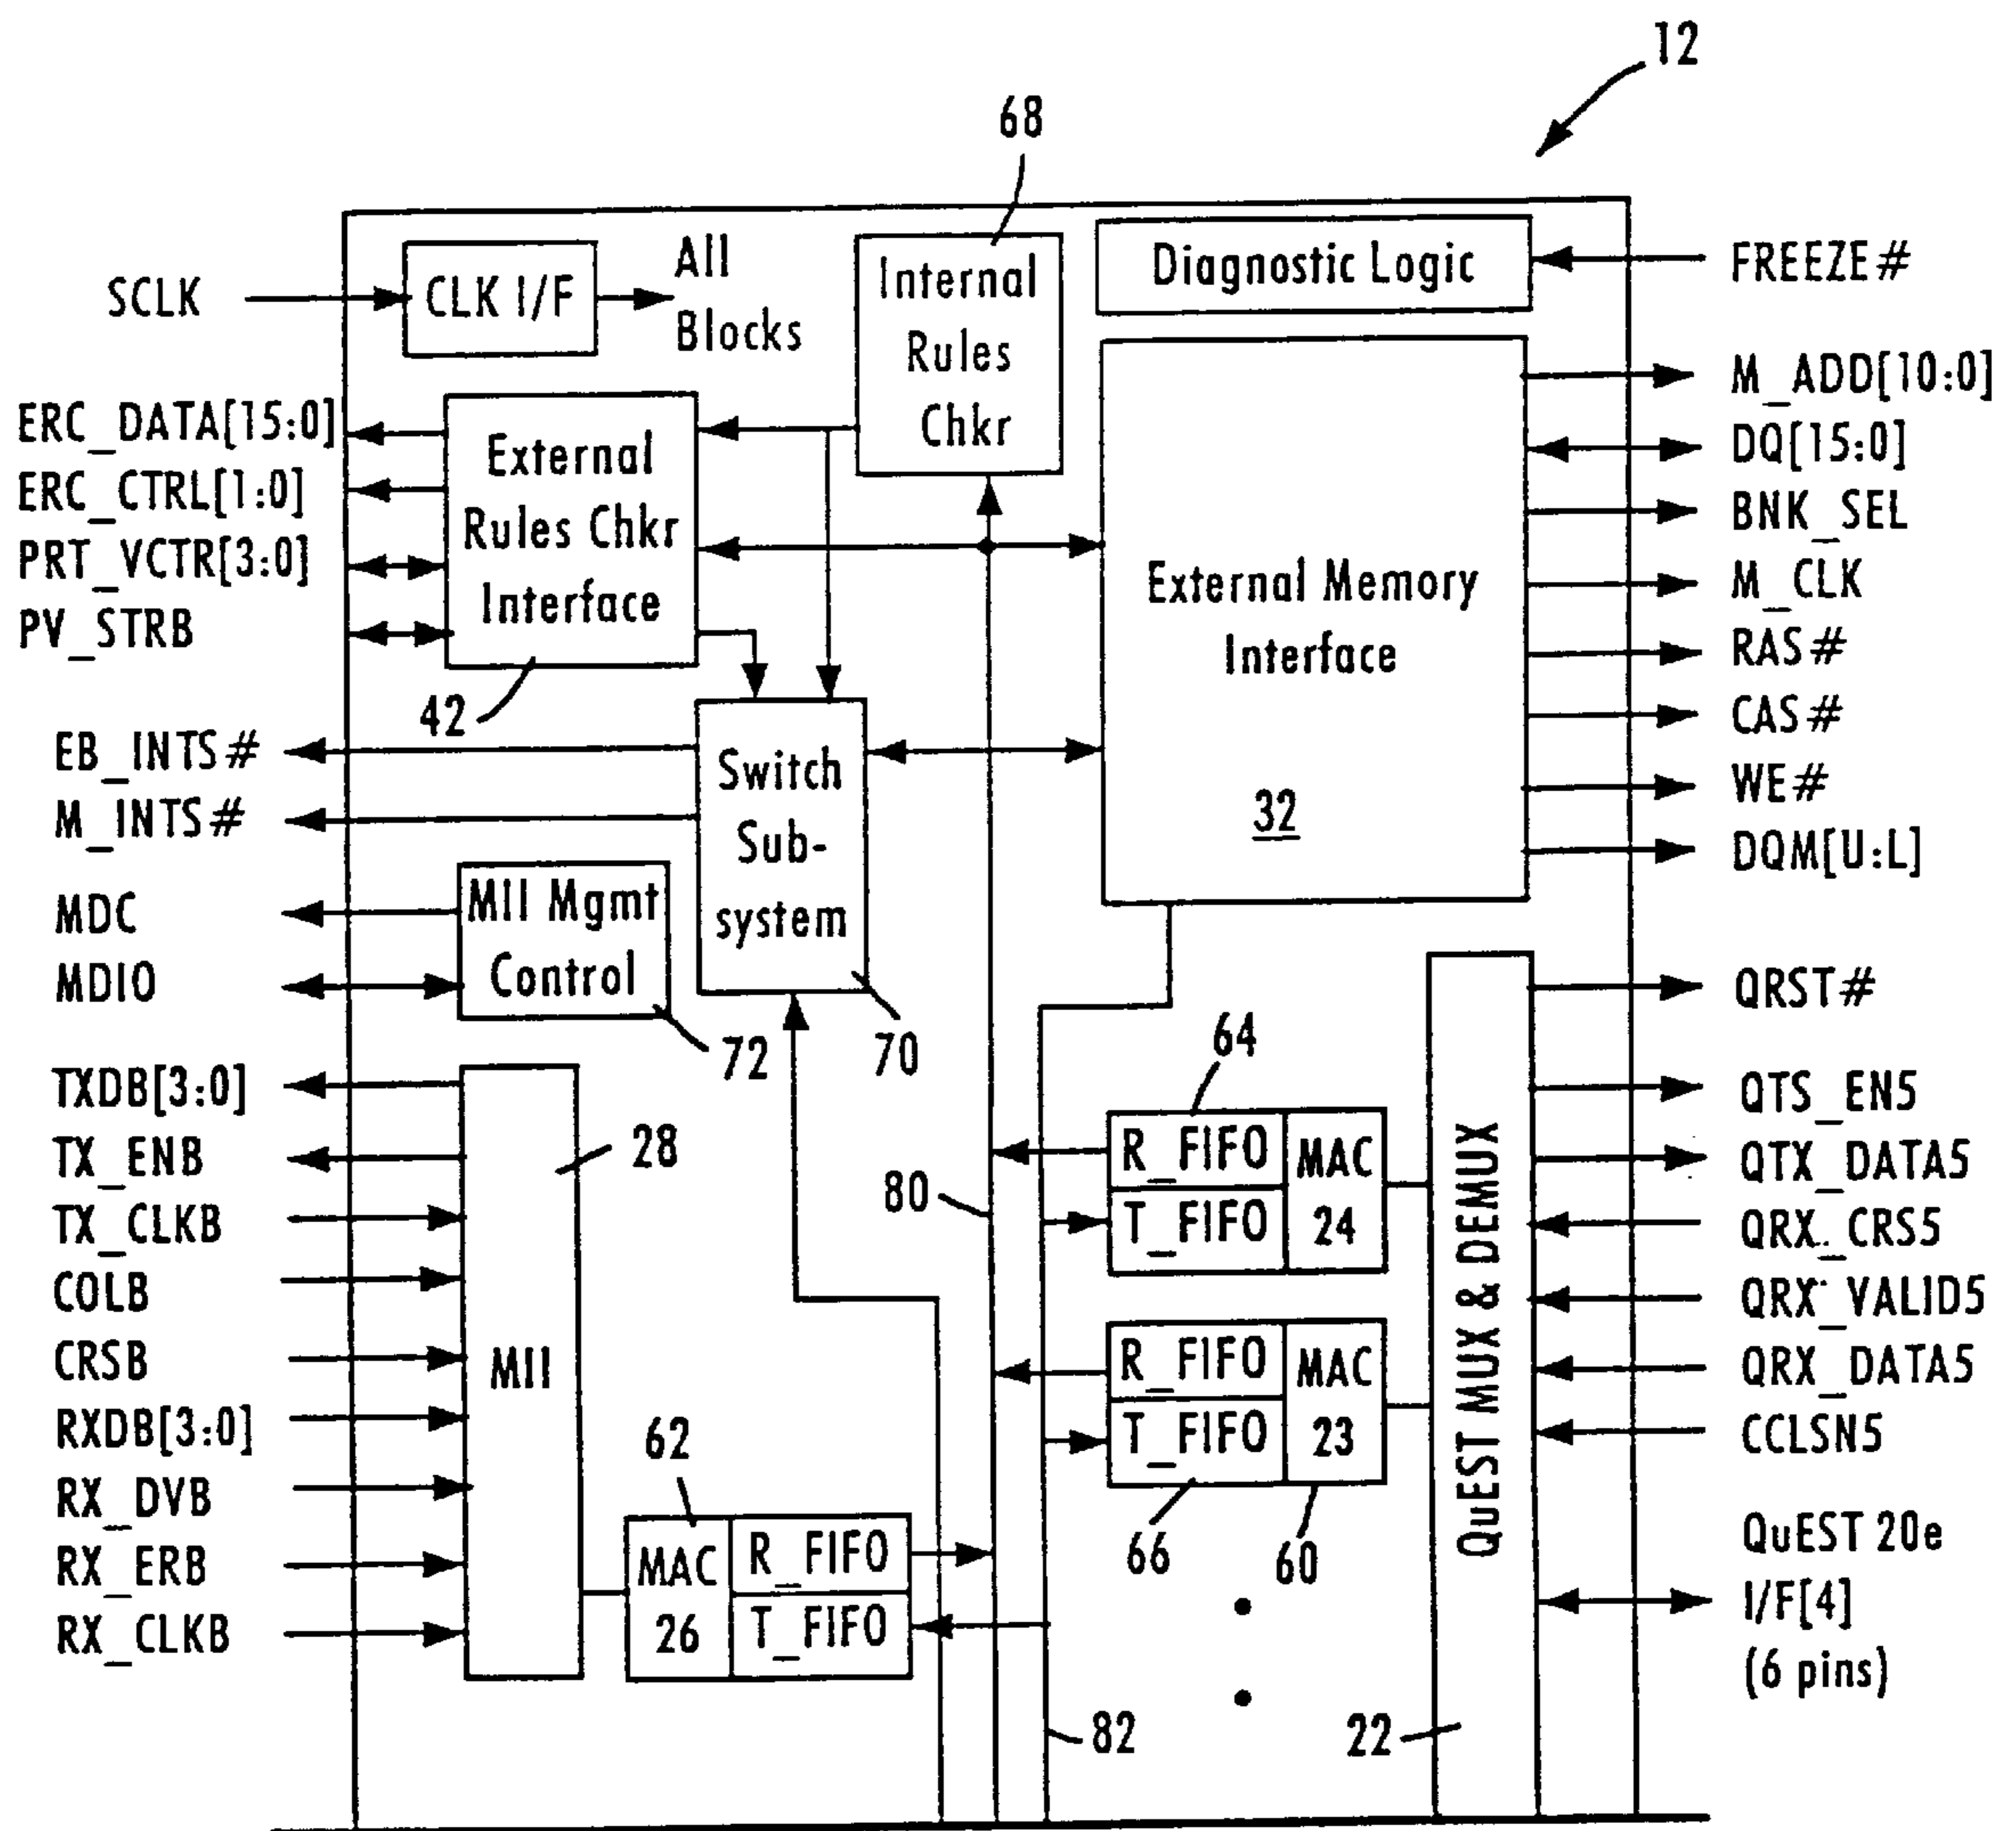 12
68
SCLK
CLK I/F
All
Blocks
Internal
Rules
Chkr
Diagnostic Logic
FREEZE#
ERC_DATA[15:0]
ERC_CTRL[1:0]
PRT_VCTR[3:0]
PV_STRB
External
Rules Chkr
Interface
42
External Memory
Interface
32
M_ADD[10:0]
DQ[15:0]
BNK_SEL
M_CLK
RAS#
CAS#
WE#
DQM[U:L]
EB_INTS#
M_INTS#
Switch
Sub-
system
70
MDC
MDIO
MII Mgmt
Control
72
TXDB[3:0]
TX_ENB
TX_CLKB
COLB
CRSB
RXDB[3:0]
RX_DVB
RX_ERB
RX_CLKB
MII
28
62
MAC
26
R_FIFO
T_FIFO
80
82
64
R_FIFO
T_FIFO
MAC
24
R_FIFO
T_FIFO
MAC
23
66
60
QuEST MUX & DEMUX
22
QRST#
QTS_EN5
QTX_DATA5
QRX_CRS5
QRX_VALID5
QRX_DATA5
CCLSN5
QuEST 20e
I/F[4]
(6 pins)